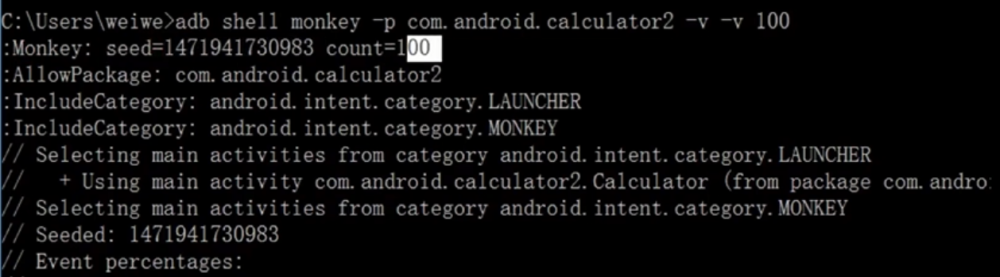 C:\Users\weiwe>adb shell monkey -p com.android.calculator2 -v -v 100
:Monkey: seed=1471941730983 count=100
:AllowPackage: com.android.calculator2
:IncludeCategory: android.intent.category.LAUNCHER
:IncludeCategory: android.intent.category.MONKEY
// Selecting main activities from category android.intent.category.LAUNCHER
//   + Using main activity com.android.calculator2.Calculator (from package com.andro
// Selecting main activities from category android.intent.category.MONKEY
// Seeded: 1471941730983
// Event percentages: